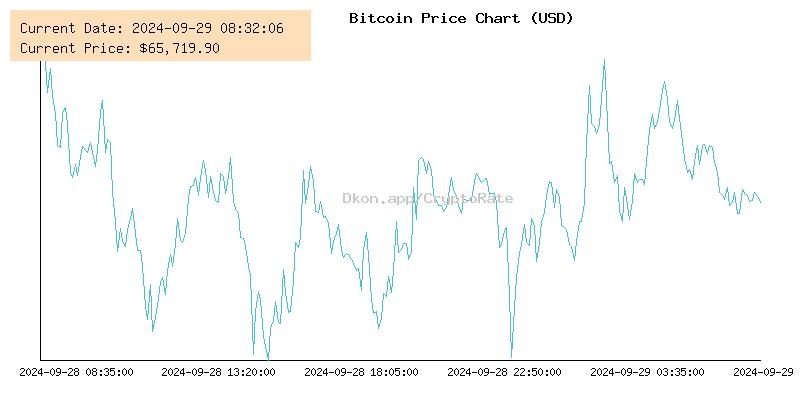 Bitcoin Price Chart (USD)
Current Date: 2024-09-29 08:32:06
Current Price: $65,719.90
Dkon.app/CryptoRate
2024-09-28 08:35:00 2024-09-28 13:20:00 2024-09-28 18:05:00 2024-09-28 22:50:00 2024-09-29 03:35:00 2024-09-29